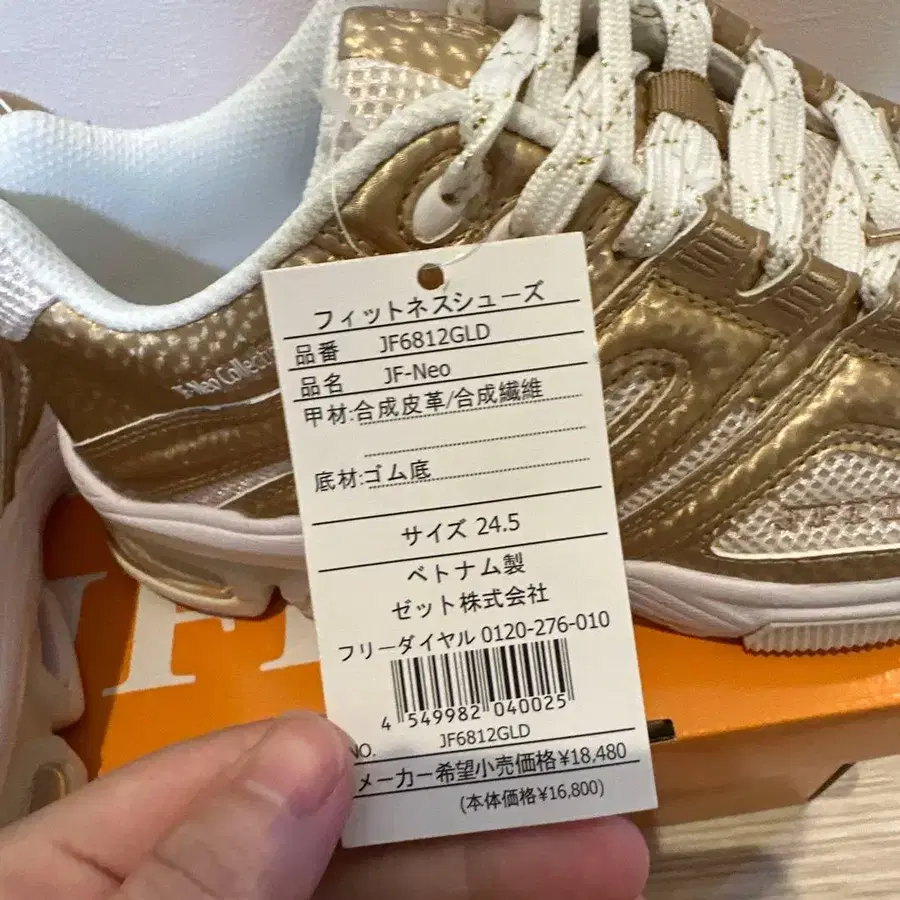 フィットネスシューズ
品番 JF6812GLD
品名 JF-Neo
甲材:合成皮革/合成繊維
底材:ゴム底
サイズ 24.5
ベトナム製
ゼット株式会社
フリーダイヤル 0120-276-010
4 549982 040025
NO. JF6812GLD
メーカー希望小売価格¥18,480
(本体価格¥16,800)
F-Neo Collection